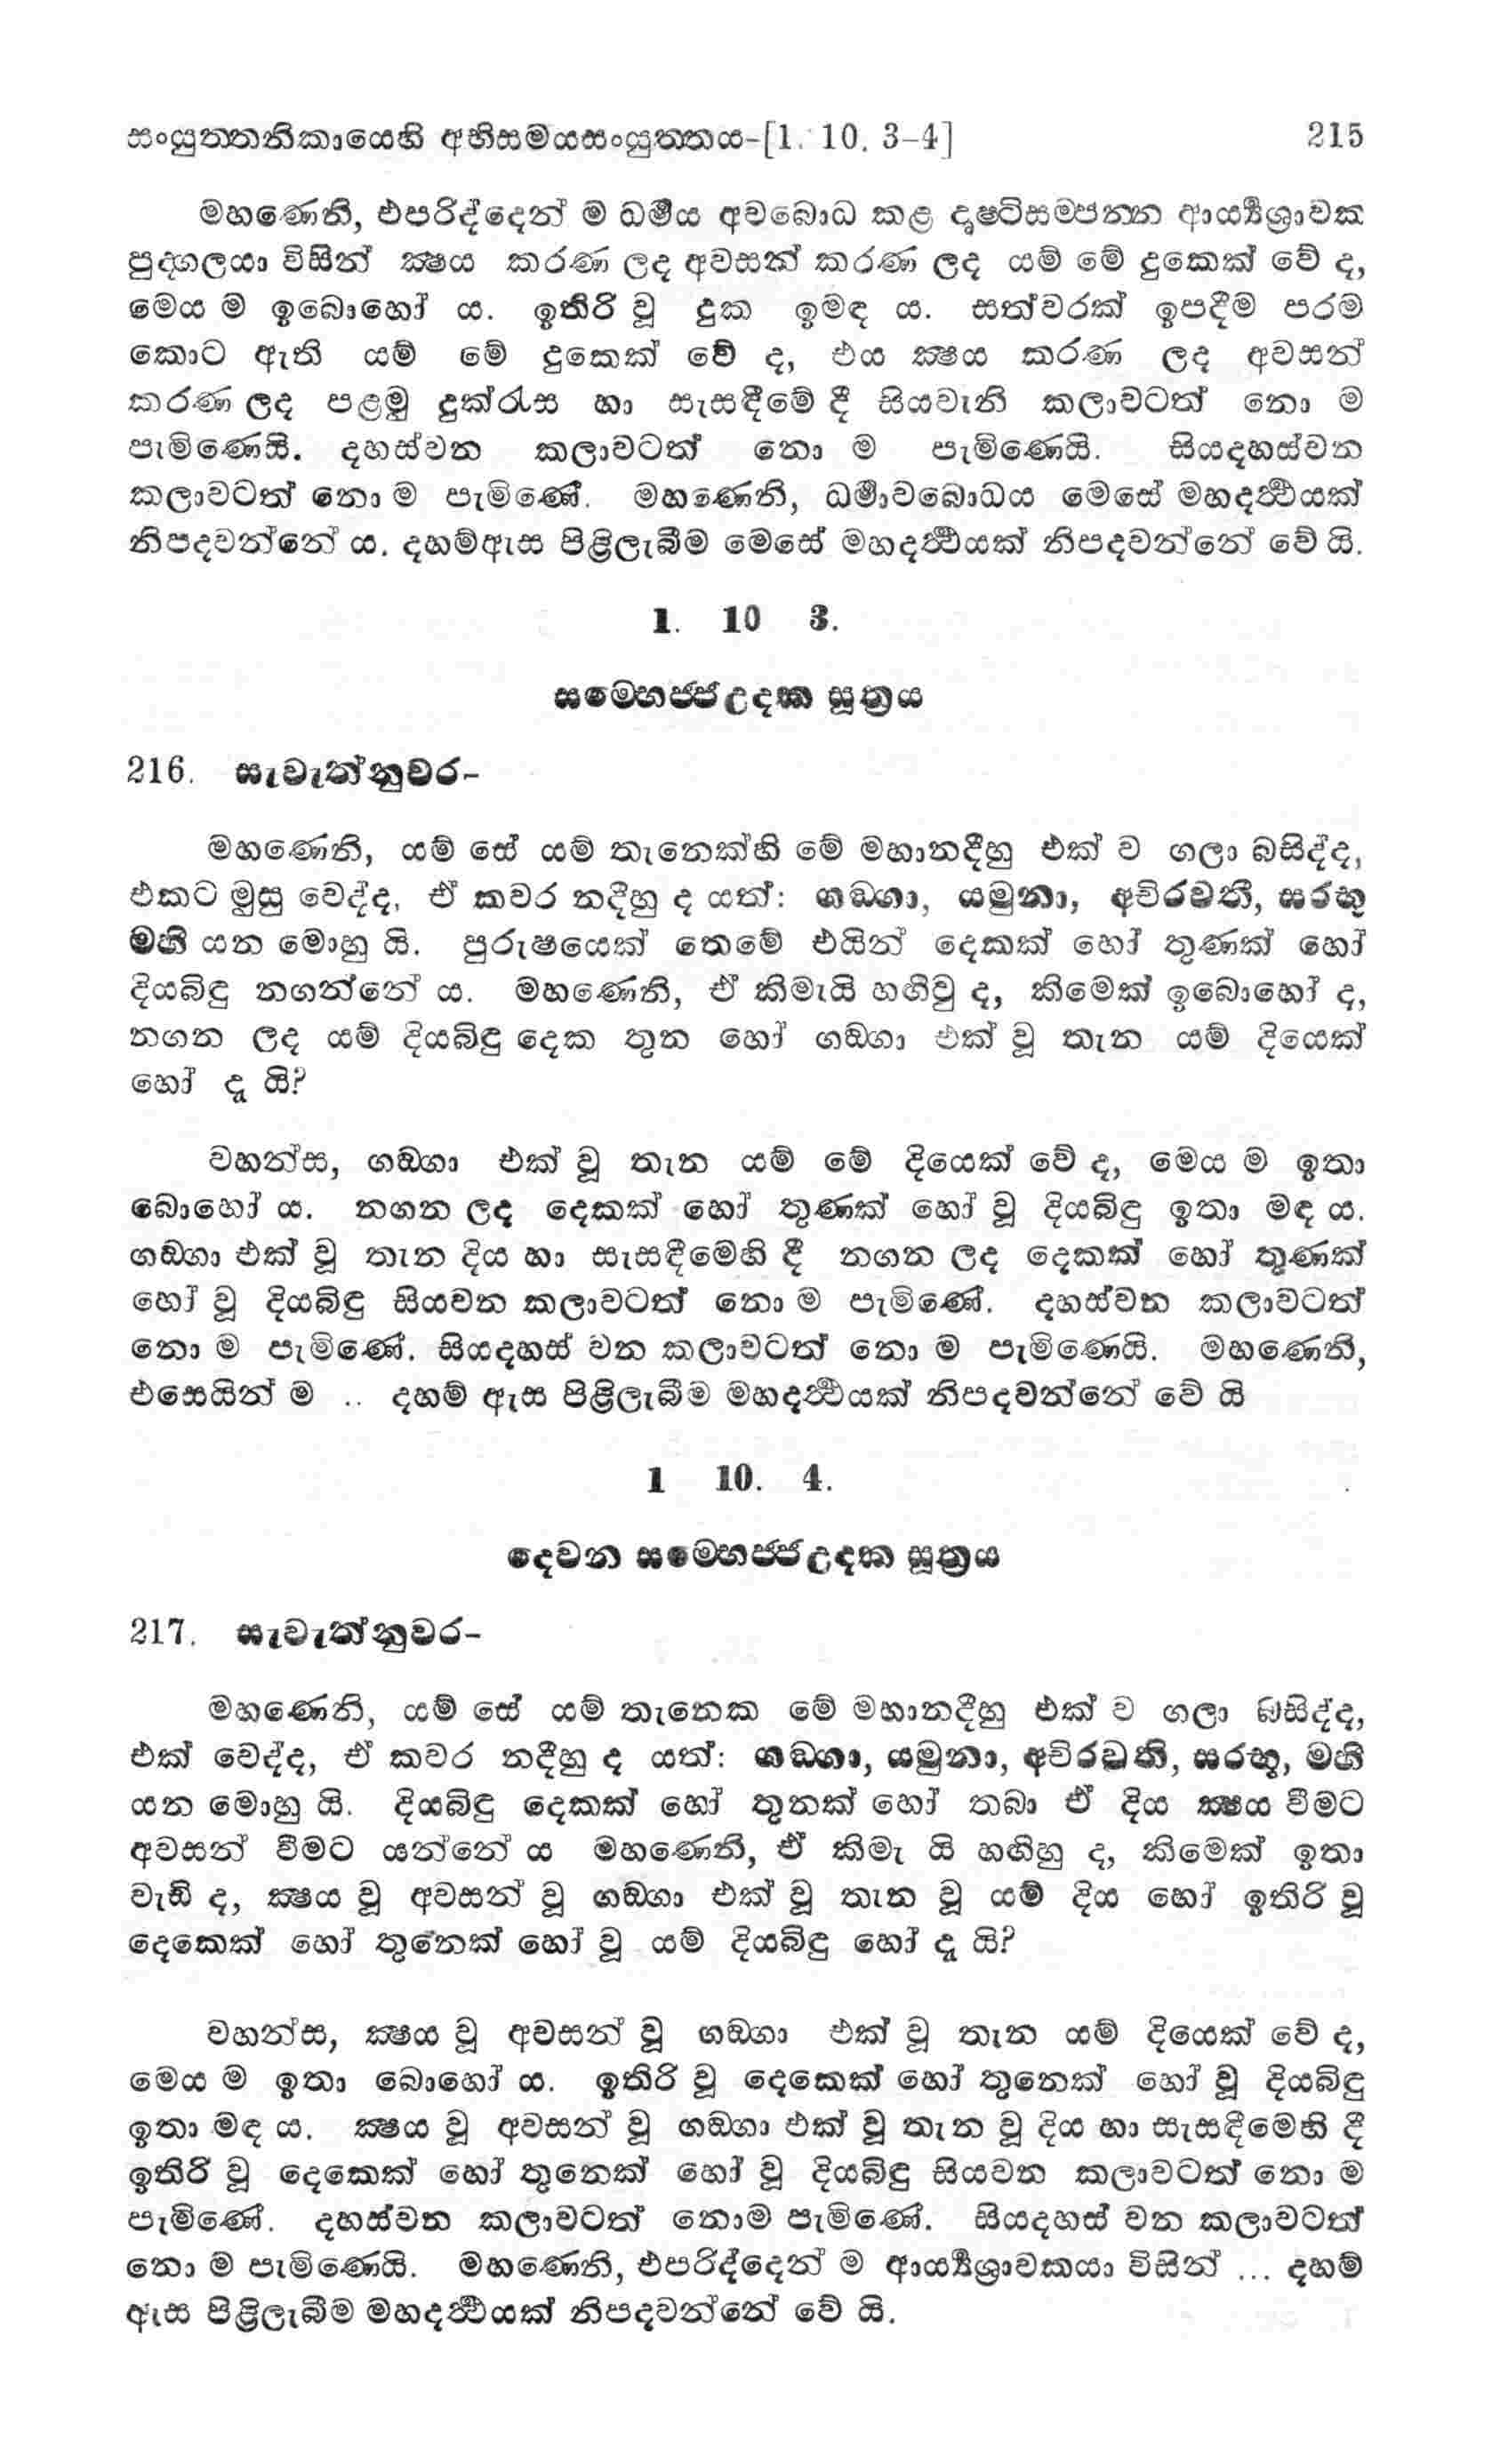 සංයුත්තනිකායෙහි අභිසමයසංයුත්තය-[1. 10. 3-4] 215
මහණෙනි, එපරිද්දෙන් ම ධර්‍මය අවබොධ කළ දෘෂ්ටිසම්පන්න ආර්‍ය්‍යශ්‍රාවක
පුද්ගලයා විසින් ක්‍ෂය කරණ ලද අවසන් කරණ ලද යම් මේ දුකෙක් වේ ද,
මෙය ම ඉබොහෝ ය. ඉතිරි වූ දුක ඉමඳ ය. සත්වරක් ඉපදීම පරම
කොට ඇති යම් මේ දුකෙක් වේ ද, එය ක්‍ෂය කරණ ලද අවසන්
කරණ ලද පළමු දුක්රැස හා සැසඳීමේ දී සියවැනි කලාවටත් නො ම
පැමිණෙයි. දහස්වන කලාවටත් නො ම පැමිණෙයි. සියදහස්වන
කලාවටත් නො ම පැමිණේ. මහණෙනි, ධර්‍මාවබොධය මෙසේ මහදර්‍ථයක්
නිපදවන්නේ ය. දහම්ඇස පිළිලැබීම මෙසේ මහදර්‍ථයක් නිපදවන්නේ වේ යි.
1. 10 3.
සම්භෙජ්ජඋදක සූත්‍රය
216. සැවැත්නුවර-
මහණෙනි, යම් සේ යම් තැනෙක්හි මේ මහානදීහු එක් ව ගලා බසිද්ද,
එකට මුසු වෙද්ද, ඒ කවර නදීහු ද යත්: ගඞ්ගා, යමුනා, අචිරවතී, සරභූ
මහී යන මොහු යි. පුරුෂයෙක් තෙමේ එයින් දෙකක් හෝ තුණක් හෝ
දියබිඳු නගන්නේ ය. මහණෙනි, ඒ කිමැයි හඟිවු ද, කිමෙක් ඉබොහෝ ද,
නගන ලද යම් දියබිඳු දෙක තුන හෝ ගඞ්ගා එක් වූ තැන යම් දියෙක්
හෝ දැ යි?
වහන්ස, ගඞ්ගා එක් වූ තැන යම් මේ දියෙක් වේ ද, මෙය ම ඉතා
බොහෝ ය. නගන ලද දෙකක් හෝ තුණක් හෝ වූ දියබිඳු ඉතා මඳ ය.
ගඞ්ගා එක් වූ තැන දිය හා සැසඳීමෙහි දී නගන ලද දෙකක් හෝ තුණක්
හෝ වූ දියබිඳු සියවන කලාවටත් නො ම පැමිණේ. දහස්වන කලාවටත්
නො ම පැමිණේ. සියදහස් වන කලාවටත් නො ම පැමිණෙයි. මහණෙනි,
එසෙයින් ම .. දහම් ඇස පිළිලැබීම මහදර්‍ථයක් නිපදවන්නේ වේ යි
1 10. 4.
දෙවන සම්භෙජ්ජඋදක සූත්‍රය
217. සැවැත්නුවර-
මහණෙනි, යම් සේ යම් තැනෙක මේ මහානදීහු එක් ව ගලා බසිද්ද,
එක් වෙද්ද, ඒ කවර නදීහු ද යත්: ගඞ්ගා, යමුනා, අචිරවති, සරභූ, මහී
යන මොහු යි. දියබිඳු දෙකක් හෝ තුනක් හෝ තබා ඒ දිය ක්‍ෂය වීමට
අවසන් වීමට යන්නේ ය මහණෙනි, ඒ කිමැ යි හඟිහු ද, කිමෙක් ඉතා
වැඩි ද, ක්‍ෂය වූ අවසන් වූ ගඞ්ගා එක් වූ තැන වූ යම් දිය හෝ ඉතිරි වූ
දෙකෙක් හෝ තුනෙක් හෝ වූ යම් දියබිඳු හෝ දැ යි?
වහන්ස, ක්‍ෂය වූ අවසන් වූ ගඞ්ගා එක් වූ තැන යම් දියෙක් වේ ද,
මෙය ම ඉතා බොහෝ ය. ඉතිරි වූ දෙකෙක් හෝ තුනෙක් හෝ වූ දියබිඳු
ඉතා මඳ ය. ක්‍ෂය වූ අවසන් වූ ගඞ්ගා එක් වූ තැන වූ දිය හා සැසඳීමෙහි දී
ඉතිරි වූ දෙකෙක් හෝ තුනෙක් හෝ වූ දියබිඳු සියවන කලාවටත් නො ම
පැමිණේ. දහස්වන කලාවටත් නොම පැමිණේ. සියදහස් වන කලාවටත්
නො ම පැමිණෙයි. මහණෙනි, එපරිද්දෙන් ම ආර්‍ය්‍යශ්‍රාවකයා විසින් ... දහම්
ඇස පිළිලැබීම මහදර්‍ථයක් නිපදවන්නේ වේ යි.